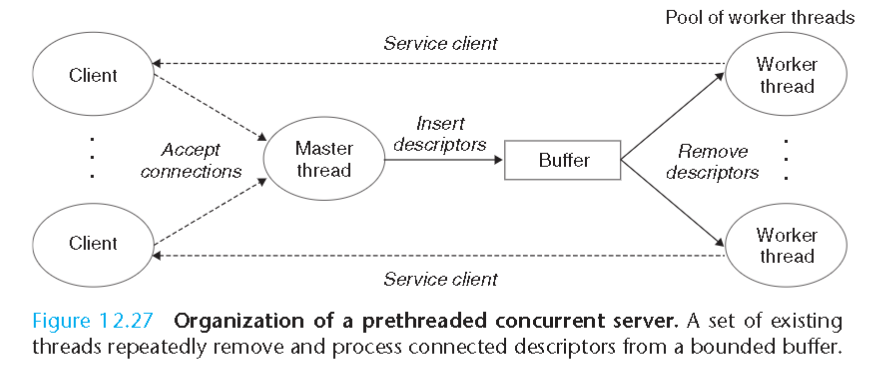 Pool of worker threads
Service client
Client
Worker
thread
Accept
connections
Master
thread
Insert
descriptors
Buffer
Remove
descriptors
Client
Worker
thread
Service client
Figure 12.27 Organization of a prethreaded concurrent server. A set of existing
threads repeatedly remove and process connected descriptors from a bounded buffer.